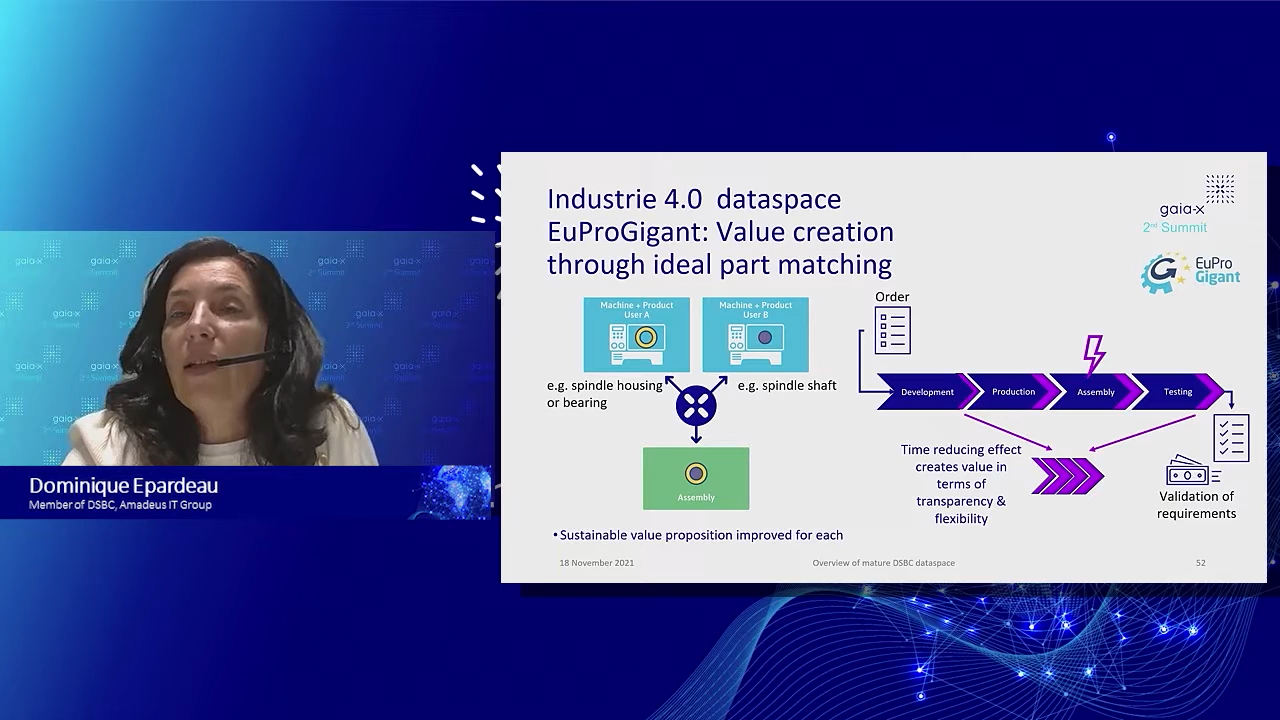 Industrie 4.0 dataspace
EuProGigant: Value creation
through ideal part matching
gaia-x
2nd Summit
EuPro
Gigant
Machine + Product
User A
Machine + Product
User B
e.g. spindle housing
or bearing
e.g. spindle shaft
Assembly
• Sustainable value proposition improved for each
Order
Development
Production
Assembly
Testing
Time reducing effect
creates value in
terms of
transparency &
flexibility
Validation of
requirements
18 November 2021
Overview of mature DSBC dataspace
52
gaia-x
2nd Summit
Dominique Epardeau
Member of DSBC, Amadeus IT Group